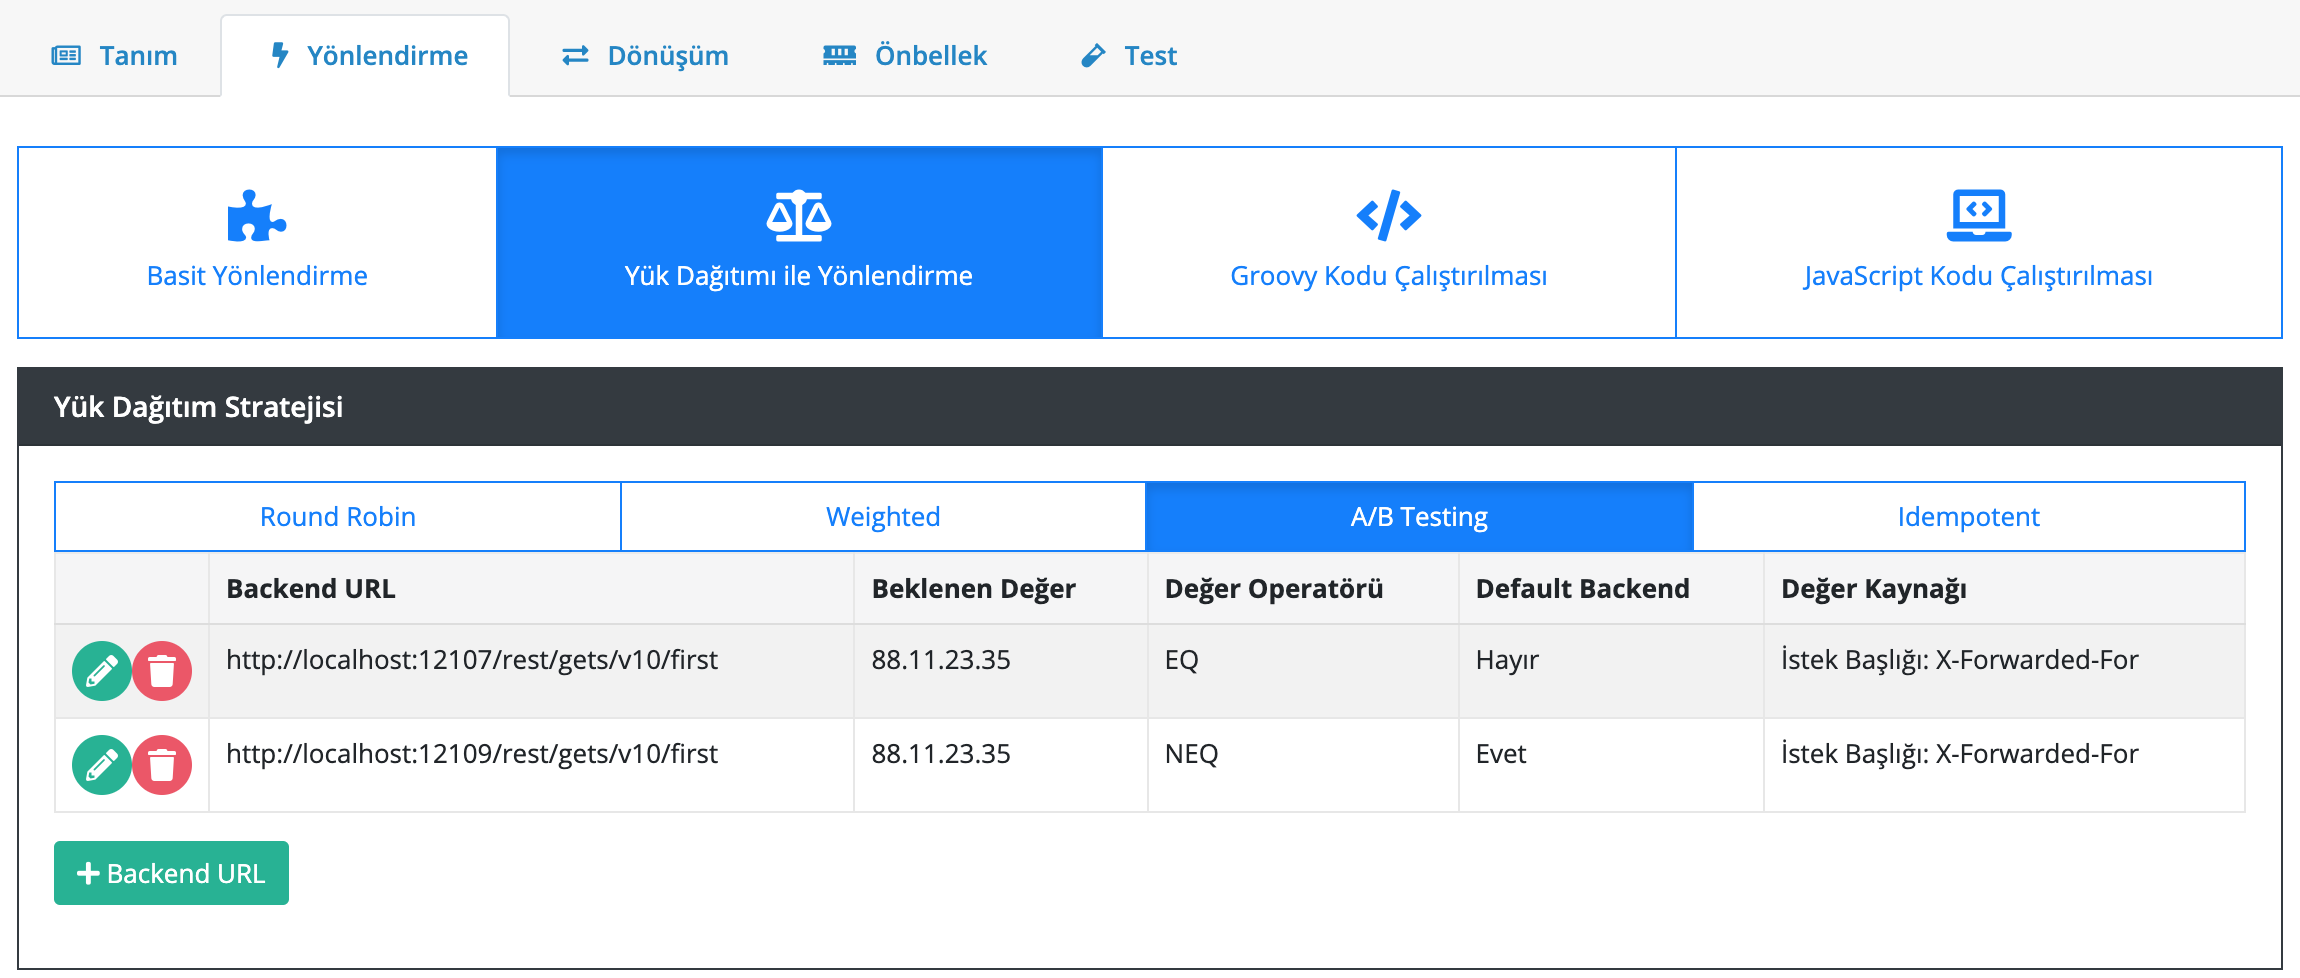 Tanım Yönlendirme Dönüşüm Önbellek Test
Basit Yönlendirme Yük Dağıtımı ile Yönlendirme Groovy Kodu Çalıştırılması JavaScript Kodu Çalıştırılması
Yük Dağıtım Stratejisi
Round Robin Weighted A/B Testing Idempotent
Backend URL Beklenen Değer Değer Operatörü Default Backend Değer Kaynağı
http://localhost:12107/rest/gets/v10/first 88.11.23.35 EQ Hayır İstek Başlığı: X-Forwarded-For
http://localhost:12109/rest/gets/v10/first 88.11.23.35 NEQ Evet İstek Başlığı: X-Forwarded-For
+ Backend URL